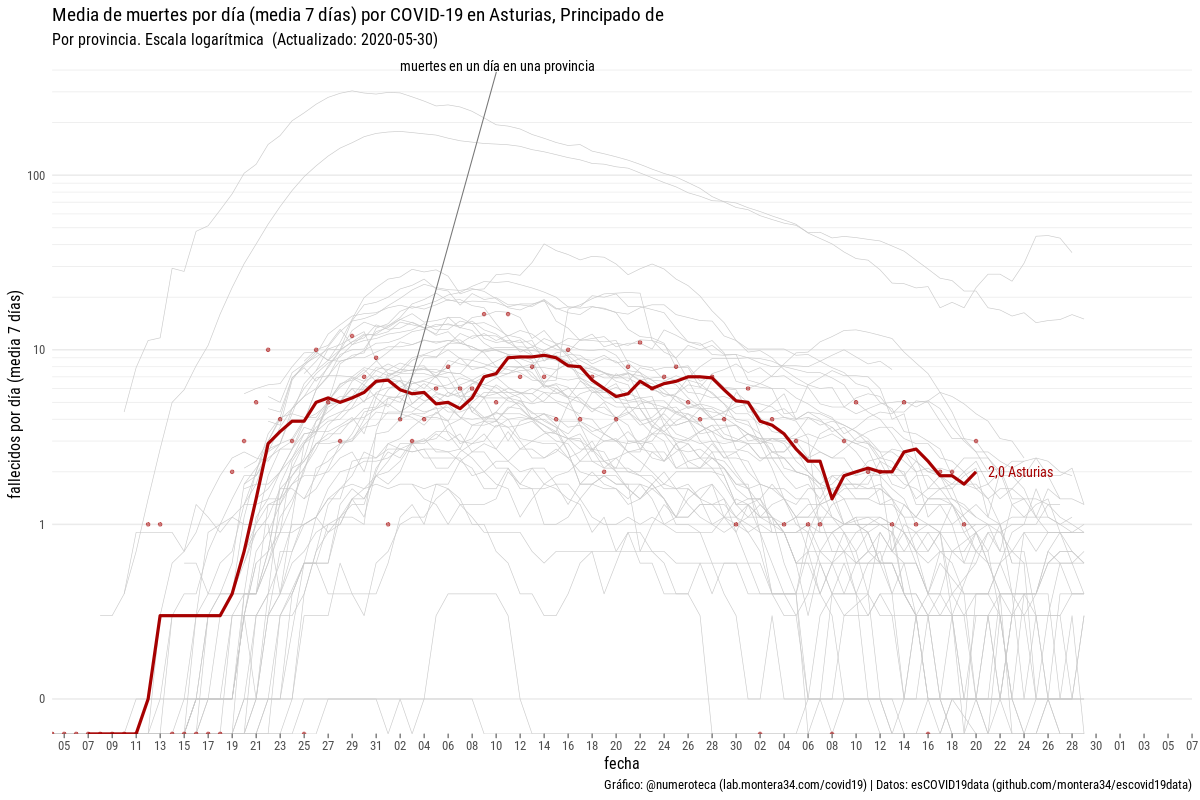 Media de muertes por día (media 7 días) por COVID-19 en Asturias, Principado de
Por provincia. Escala logarítmica (Actualizado: 2020-05-30)
muertes en un día en una provincia
fallecidos por día (media 7 días)
100
10
1
0
2,0 Asturias
05 07 09 11 13 15 17 19 21 23 25 27 29 31 02 04 06 08 10 12 14 16 18 20 22 24 26 28 30 02 04 06 08 10 12 14 16 18 20 22 24 26 28 30 01 03 05 07
fecha
Gráfico: @numeroteca (lab.montera34.com/covid19) | Datos: esCOVID19data (github.com/montera34/escovid19data)